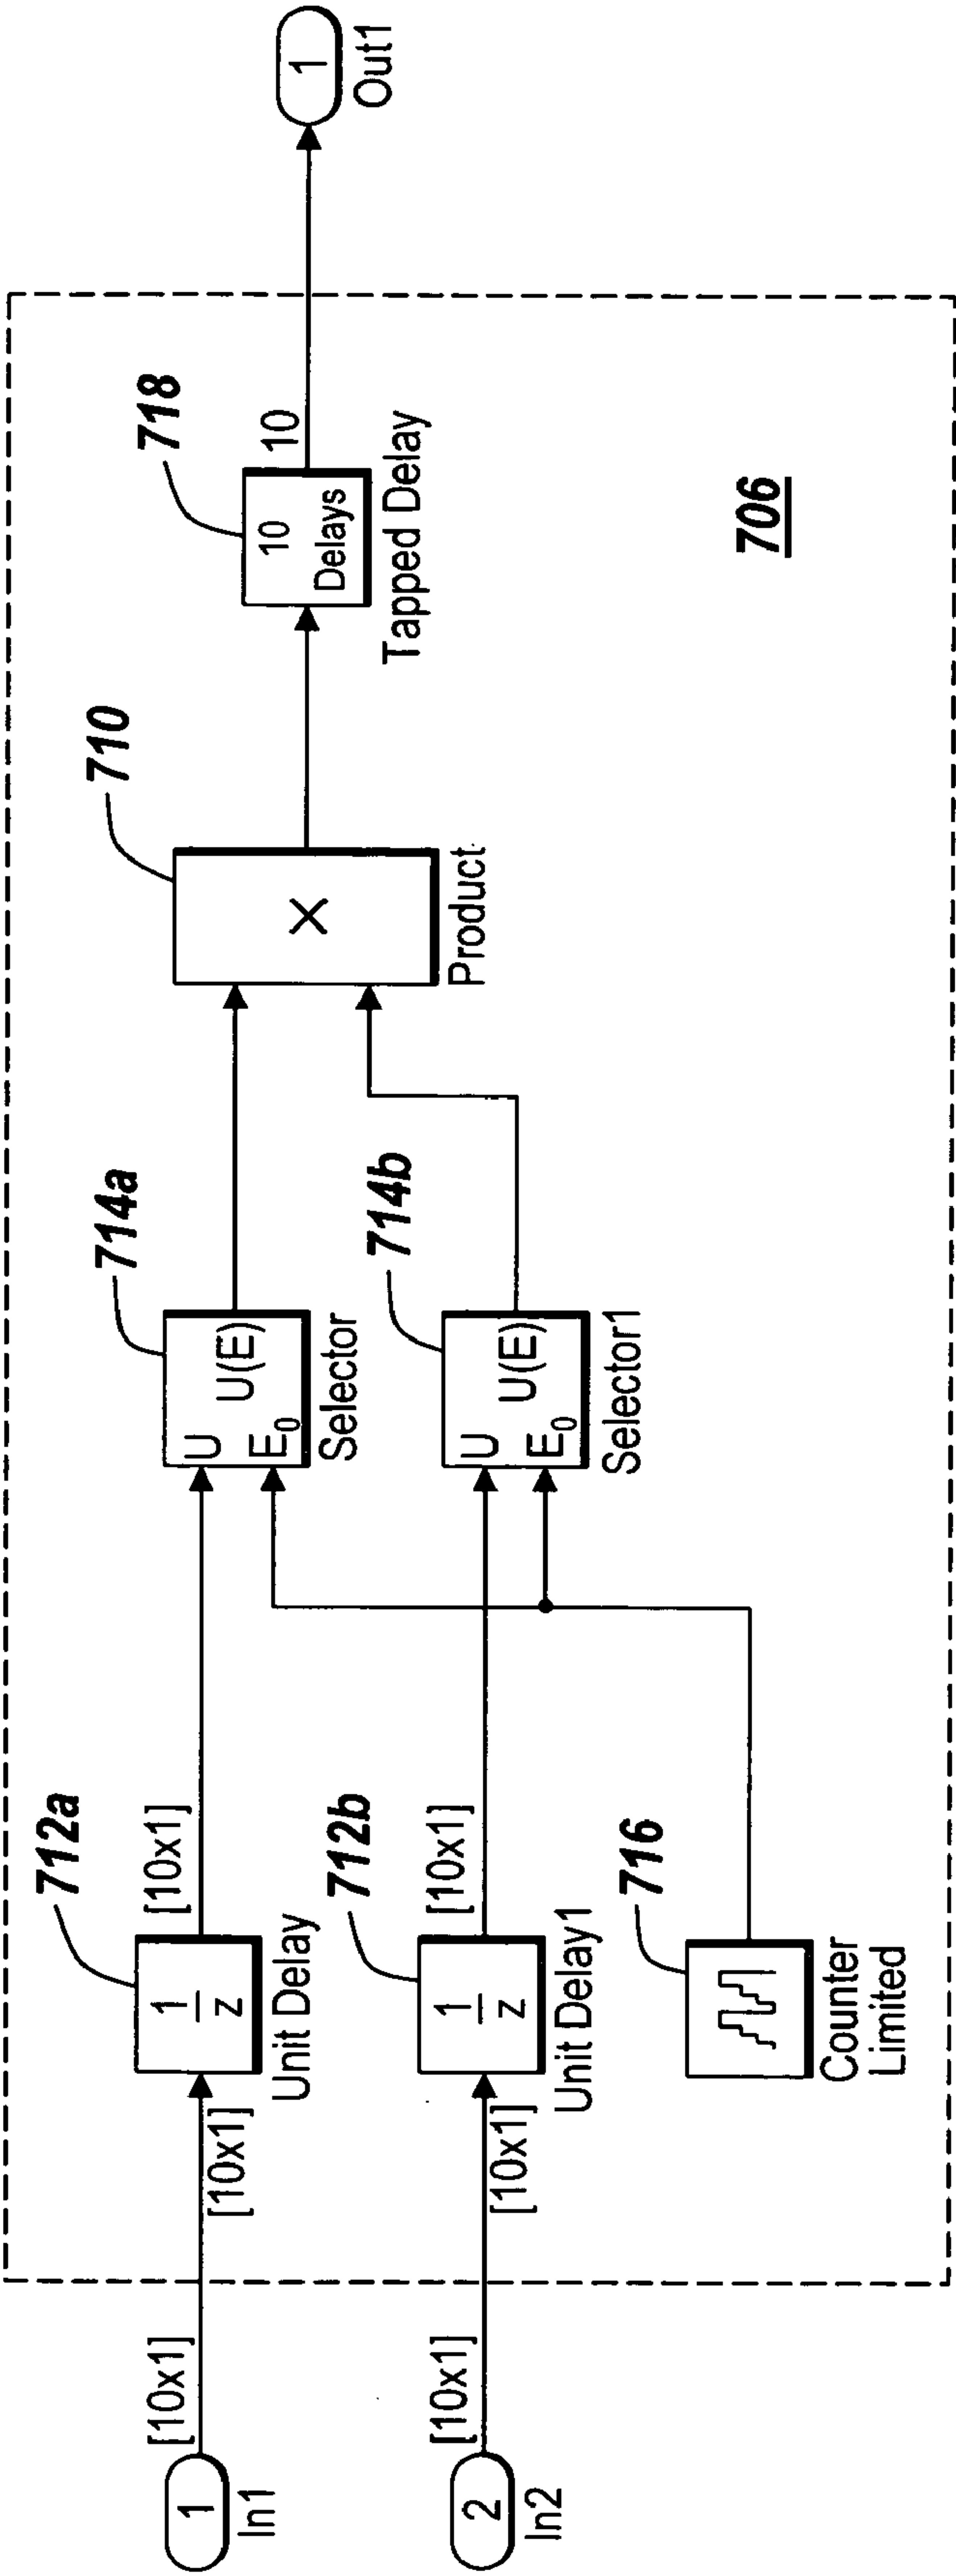 1
In1
[10x1]
[10x1]
712a
1
z
Unit Delay
[10x1]
714a
U
E0
U(E)
Selector
710
X
Product
718
10
Delays
10
Tapped Delay
1
Out1
2
In2
[10x1]
[10x1]
712b
1
z
Unit Delay1
[10x1]
714b
U
E0
U(E)
Selector1
716
Counter
Limited
706